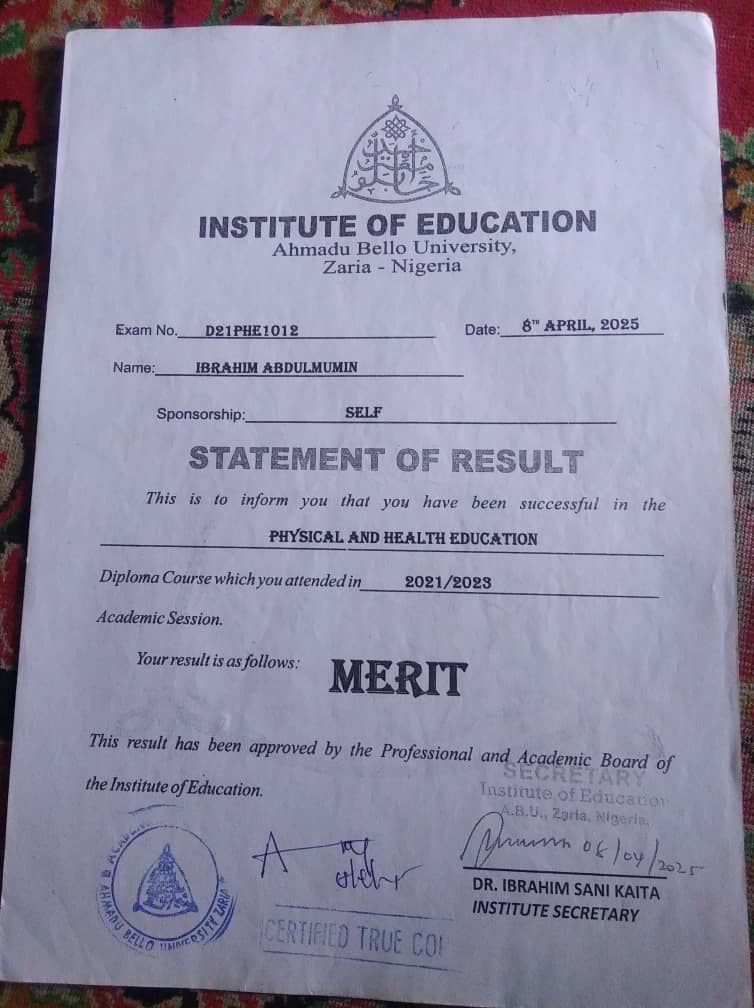 INSTITUTE OF EDUCATION
Ahmadu Bello University,
Zaria - Nigeria
Exam No. D21PHE1012 Date: 8TH APRIL, 2025
Name: IBRAHIM ABDULMUMIN
Sponsorship: SELF
STATEMENT OF RESULT
This is to inform you that you have been successful in the
PHYSICAL AND HEALTH EDUCATION
Diploma Course which you attended in 2021/2023
Academic Session.
Your result is as follows: MERIT
This result has been approved by the Professional and Academic Board of
the Institute of Education.
SECRETARY
Institute of Education
A.B.U., Zaria, Nigeria.
08/04/2025
DR. IBRAHIM SANI KAITA
INSTITUTE SECRETARY
AHMADU BELLO UNIVERSITY ZARIA
CERTIFIED TRUE CO